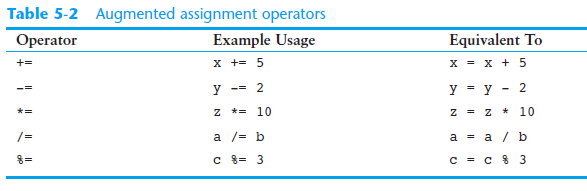 Table 5-2 Augmented assignment operators
Operator Example Usage Equivalent To
+= x += 5 x = x + 5
-= y -= 2 y = y - 2
*= z *= 10 z = z * 10
/= a /= b a = a / b
%= c %= 3 c = c % 3